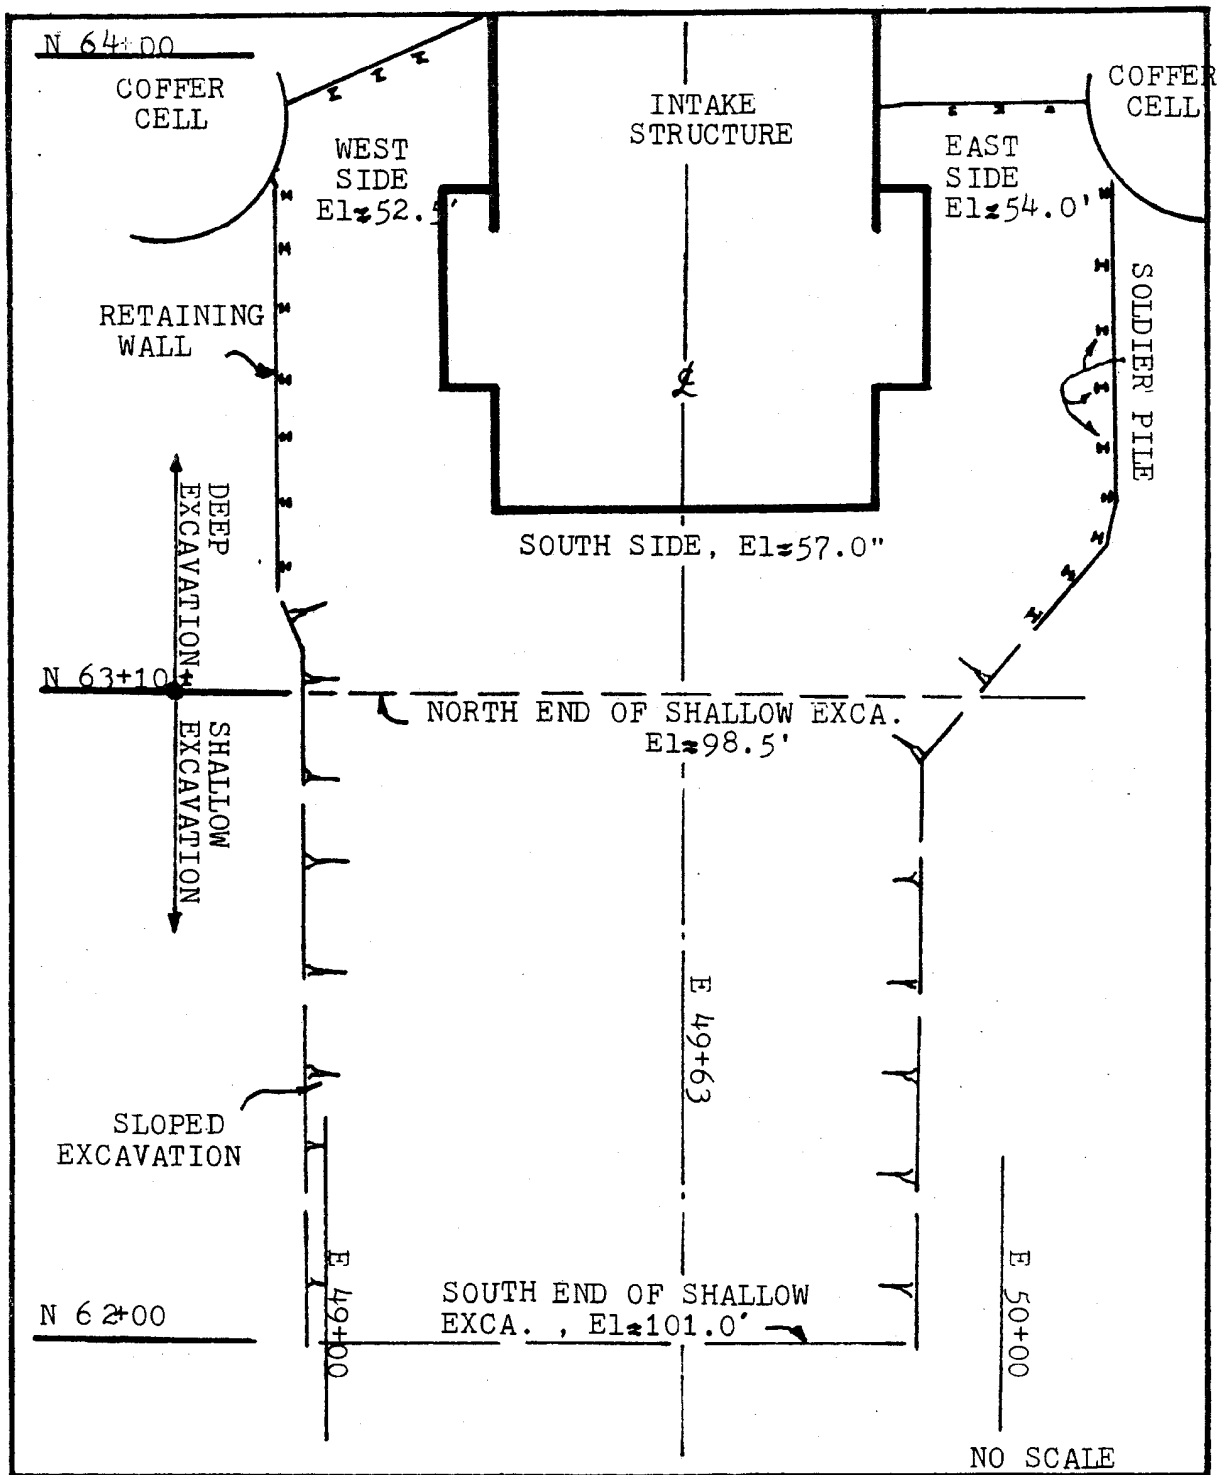 N 64+00
COFFER
CELL
INTAKE
STRUCTURE
COFFER
CELL
WEST
SIDE
El≈52.5'
EAST
SIDE
El≈54.0'
RETAINING
WALL
SOLDIER PILE
℄
DEEP
EXCAVATION
SOUTH SIDE, El≈57.0"
N 63+10±
NORTH END OF SHALLOW EXCA.
El≈98.5'
SHALLOW
EXCAVATION
E 49+63
SLOPED
EXCAVATION
N 62+00
E 49+00
SOUTH END OF SHALLOW
EXCA. , El≈101.0'
E 50+00
NO SCALE